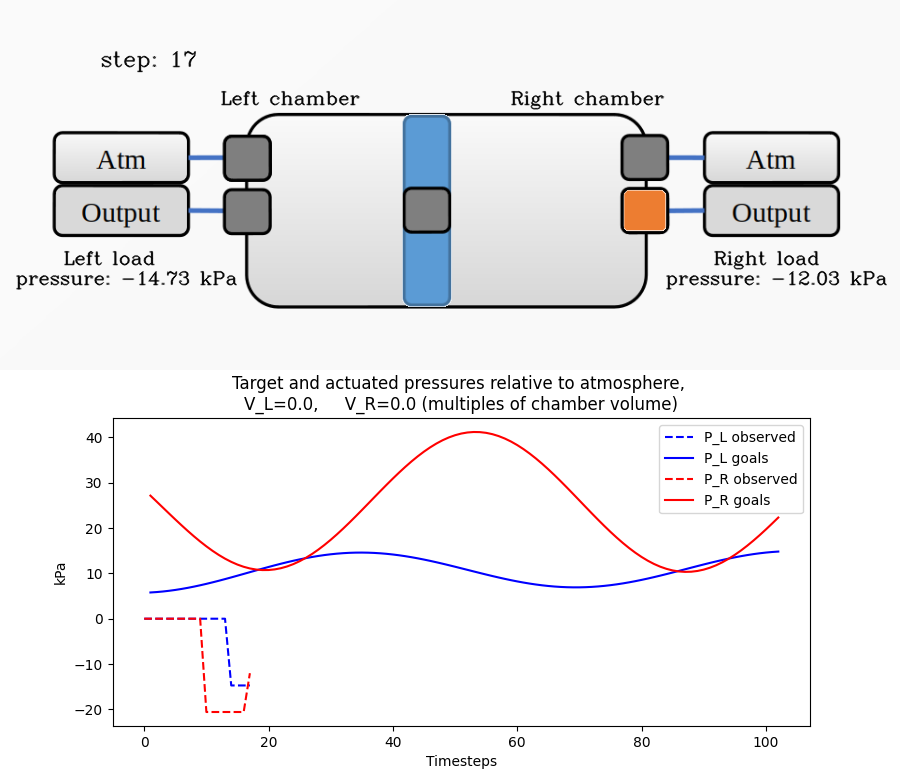 step: 17
Left chamber
Right chamber
Atm
Output
Left load
pressure: −14.73 kPa
Atm
Output
Right load
pressure: −12.03 kPa
Target and actuated pressures relative to atmosphere,
V_L=0.0, V_R=0.0 (multiples of chamber volume)
kPa
40
30
20
10
0
−10
−20
P_L observed
P_L goals
P_R observed
P_R goals
0 20 40 60 80 100
Timesteps